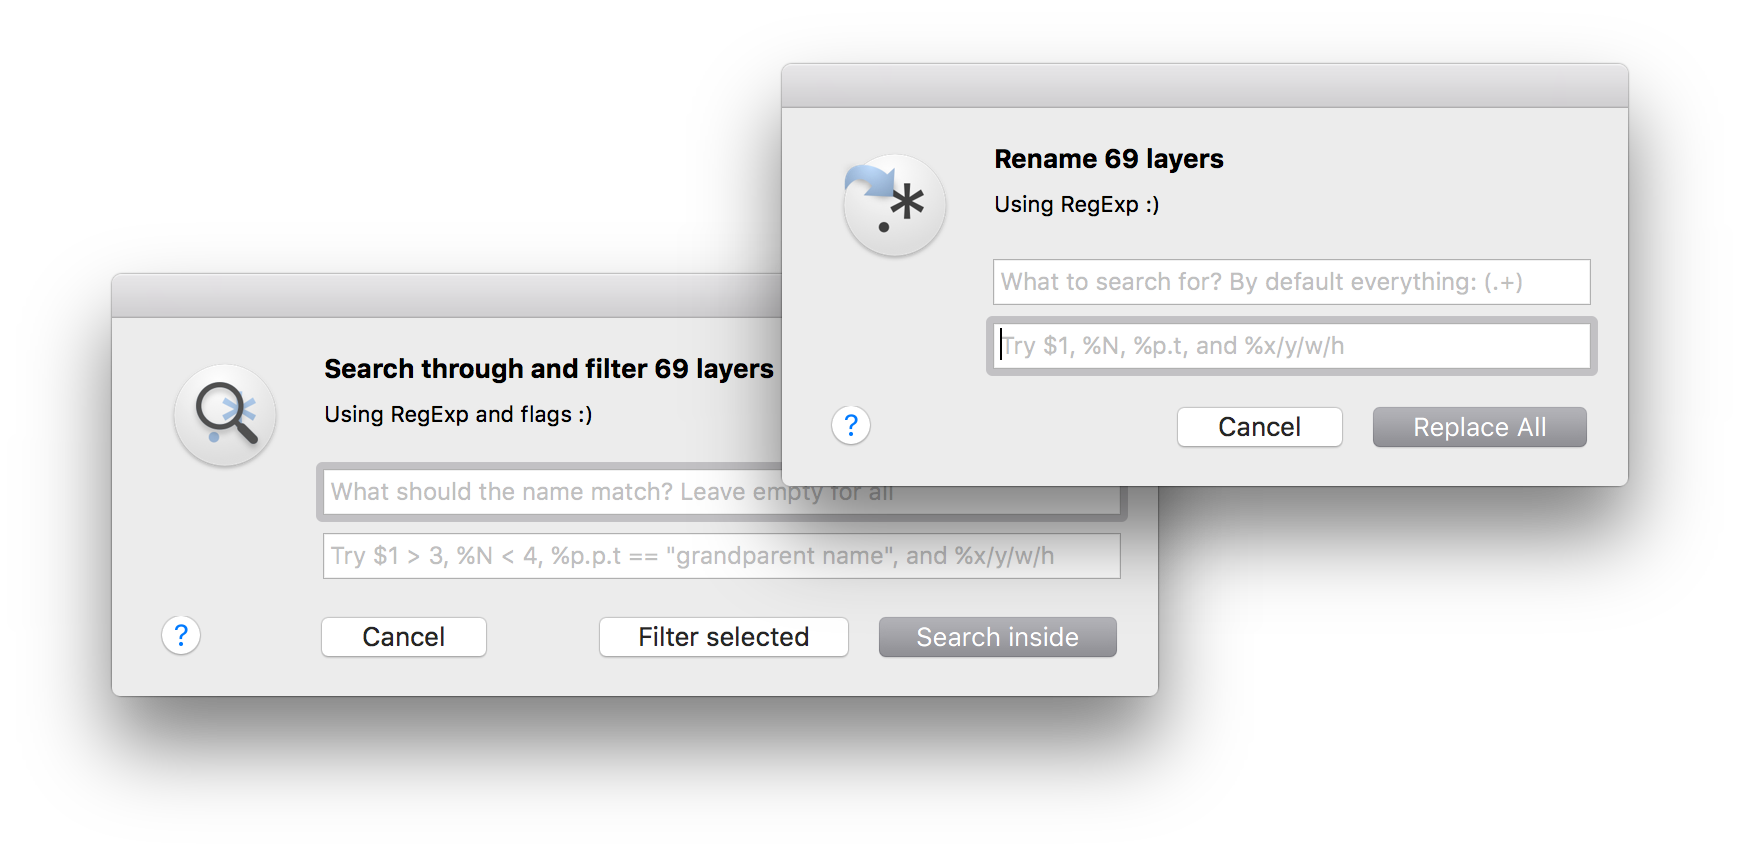 Rename 69 layers
Using RegExp :)
What to search for? By default everything: (.+)
Try $1, %N, %p.t, and %x/y/w/h
?
Cancel
Replace All
Search through and filter 69 layers
Using RegExp and flags :)
What should the name match? Leave empty for all
Try $1 > 3, %N < 4, %p.p.t == "grandparent name", and %x/y/w/h
?
Cancel
Filter selected
Search inside